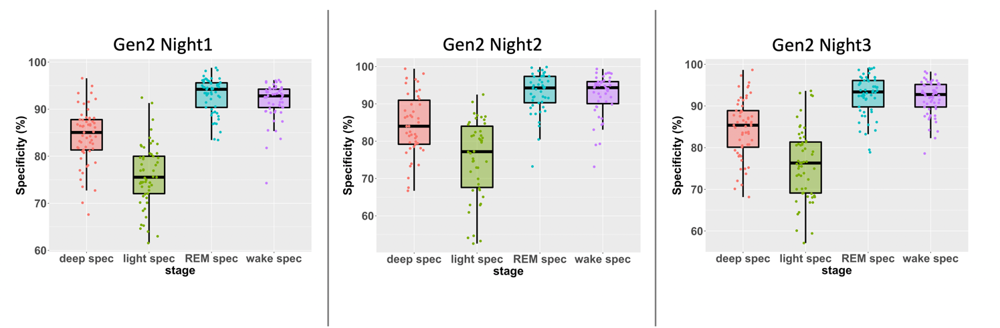 Gen2 Night1
Specificity (%)
100
90
80
70
60
deep spec light spec REM spec wake spec
stage
Gen2 Night2
Specificity (%)
100
90
80
70
60
deep spec light spec REM spec wake spec
stage
Gen2 Night3
Specificity (%)
100
90
80
70
60
deep spec light spec REM spec wake spec
stage